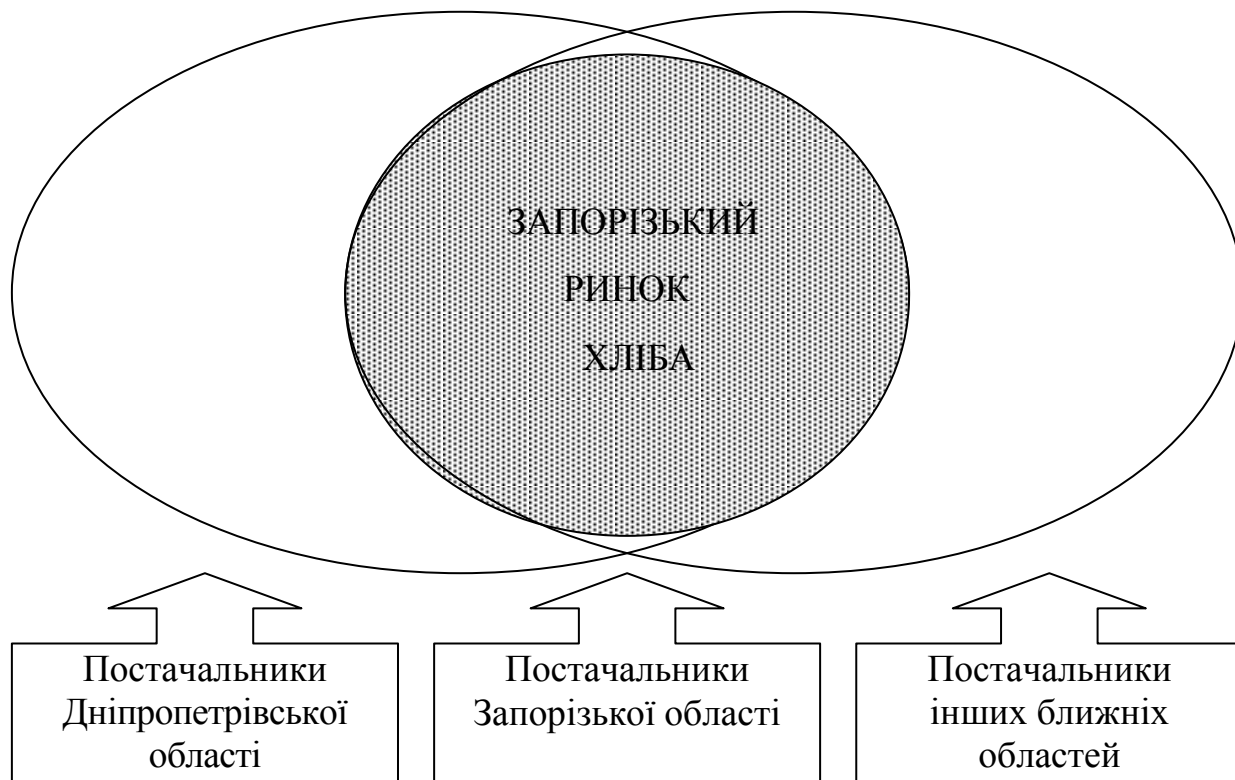 ЗАПОРІЗЬКИЙ
РИНОК
ХЛІБА
Постачальники
Дніпропетрівської
області
Постачальники
Запорізької області
Постачальники
інших ближніх
областей